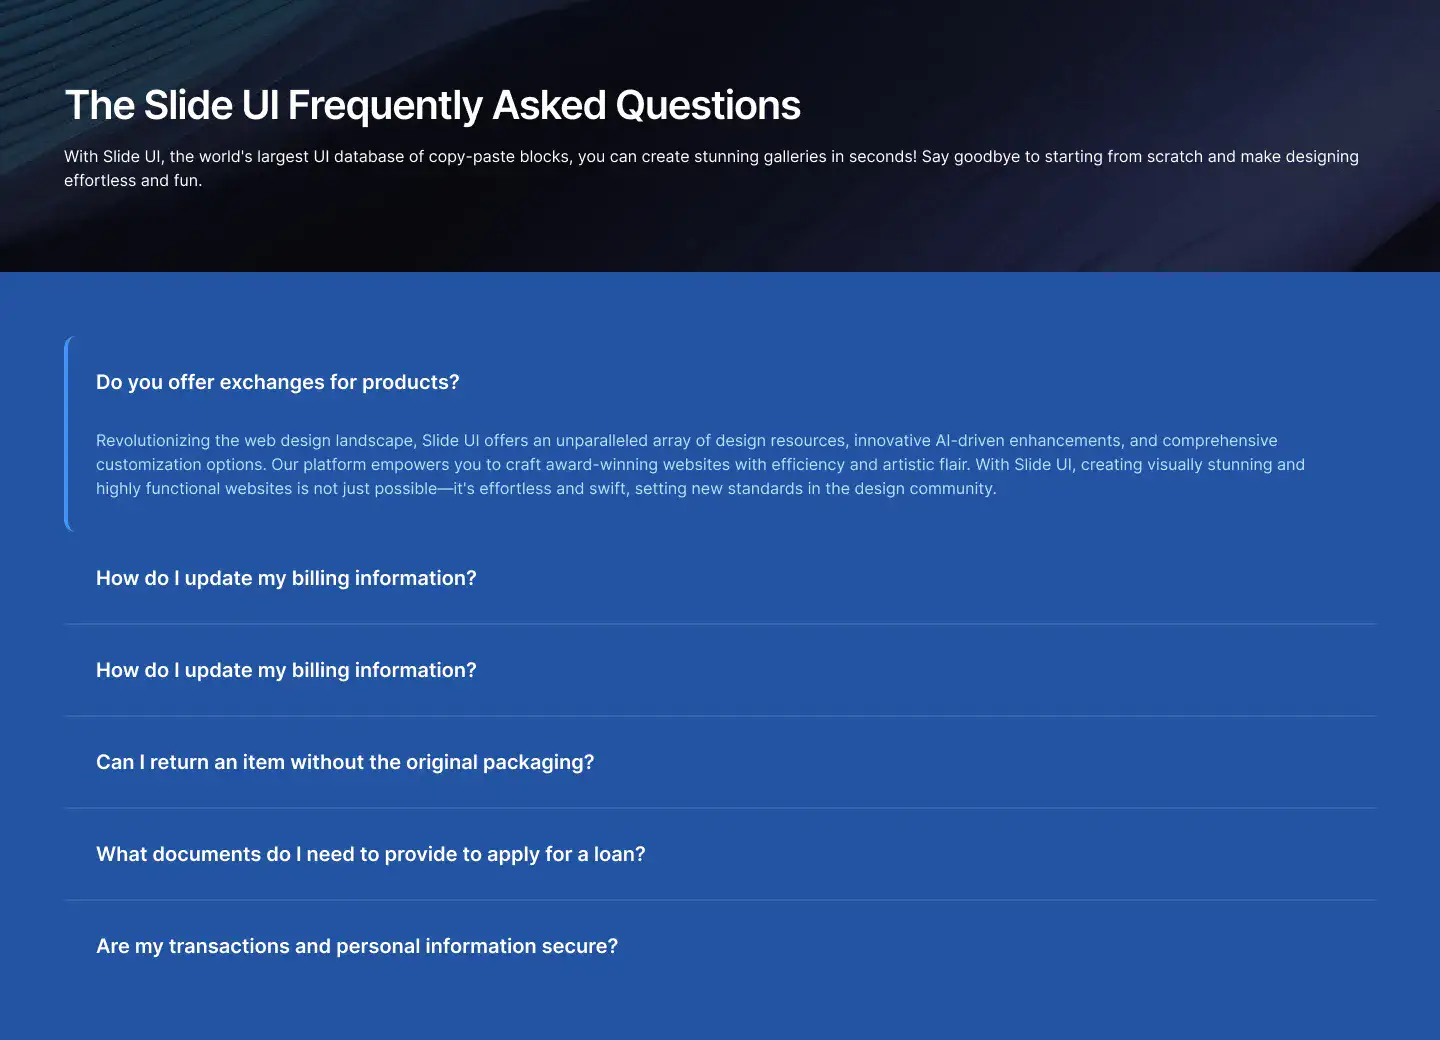 The Slide UI Frequently Asked Questions
With Slide UI, the world's largest UI database of copy-paste blocks, you can create stunning galleries in seconds! Say goodbye to starting from scratch and make designing
effortless and fun.
Do you offer exchanges for products?
Revolutionizing the web design landscape, Slide UI offers an unparalleled array of design resources, innovative AI-driven enhancements, and comprehensive
customization options. Our platform empowers you to craft award-winning websites with efficiency and artistic flair. With Slide UI, creating visually stunning and
highly functional websites is not just possible—it's effortless and swift, setting new standards in the design community.
How do I update my billing information?
How do I update my billing information?
Can I return an item without the original packaging?
What documents do I need to provide to apply for a loan?
Are my transactions and personal information secure?